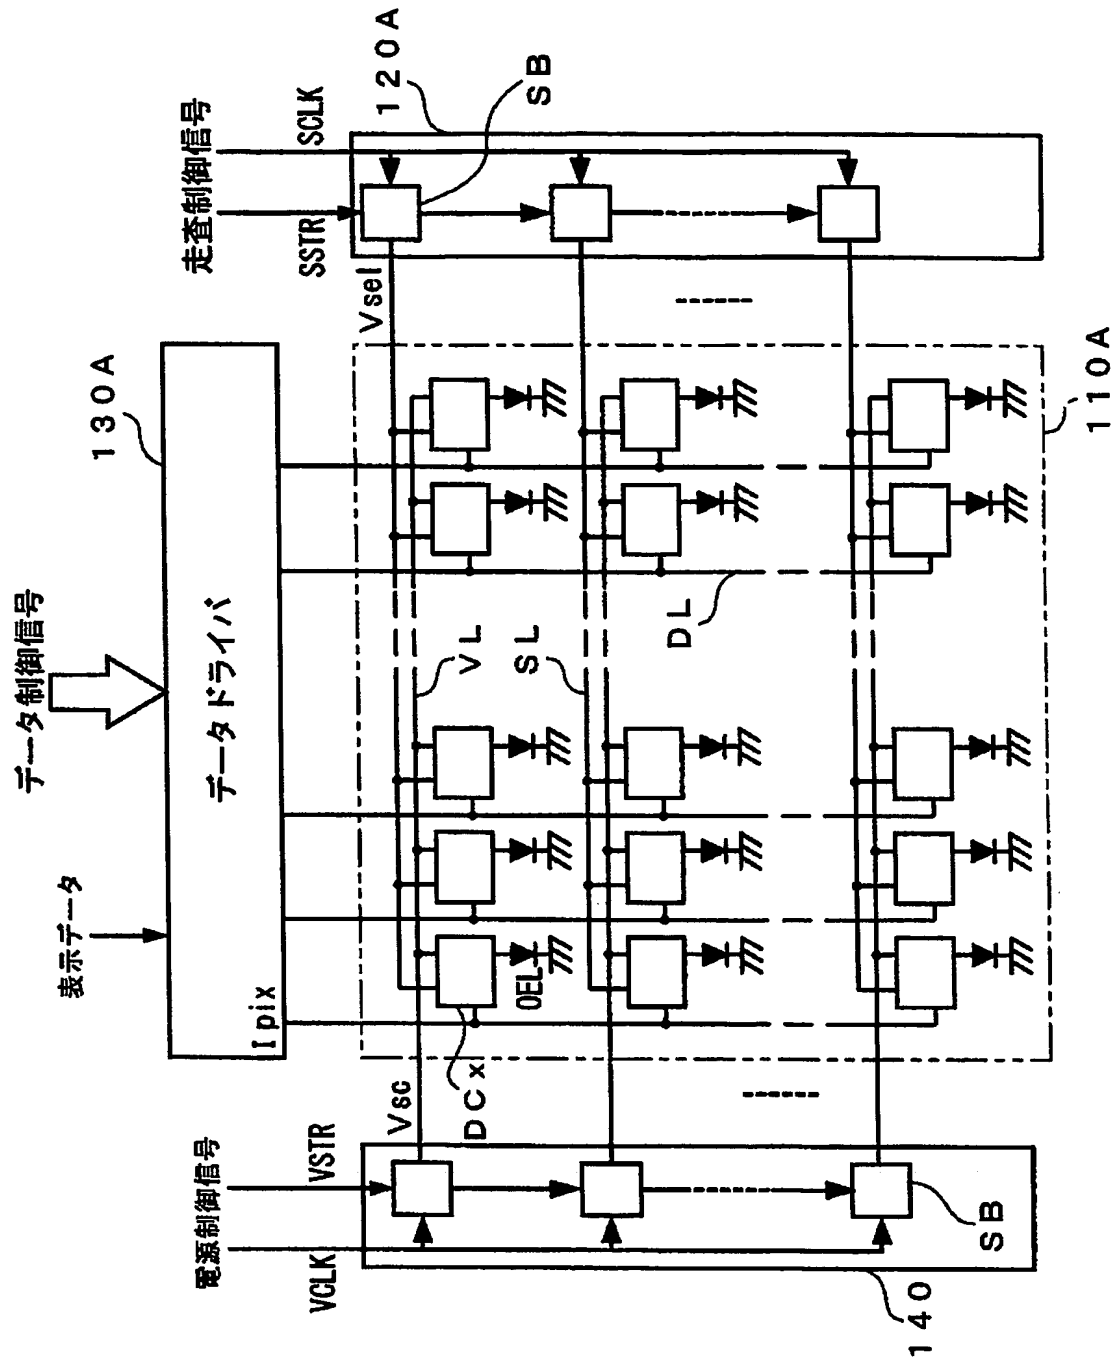 データ制御信号
表示データ
データドライバ
130A
Ipix
電源制御信号
VCLK
VSTR
走査制御信号
SSTR
SCLK
120A
140
SB
Vsc
Vsel
SB
DCx
OEL
VL
SL
DL
110A